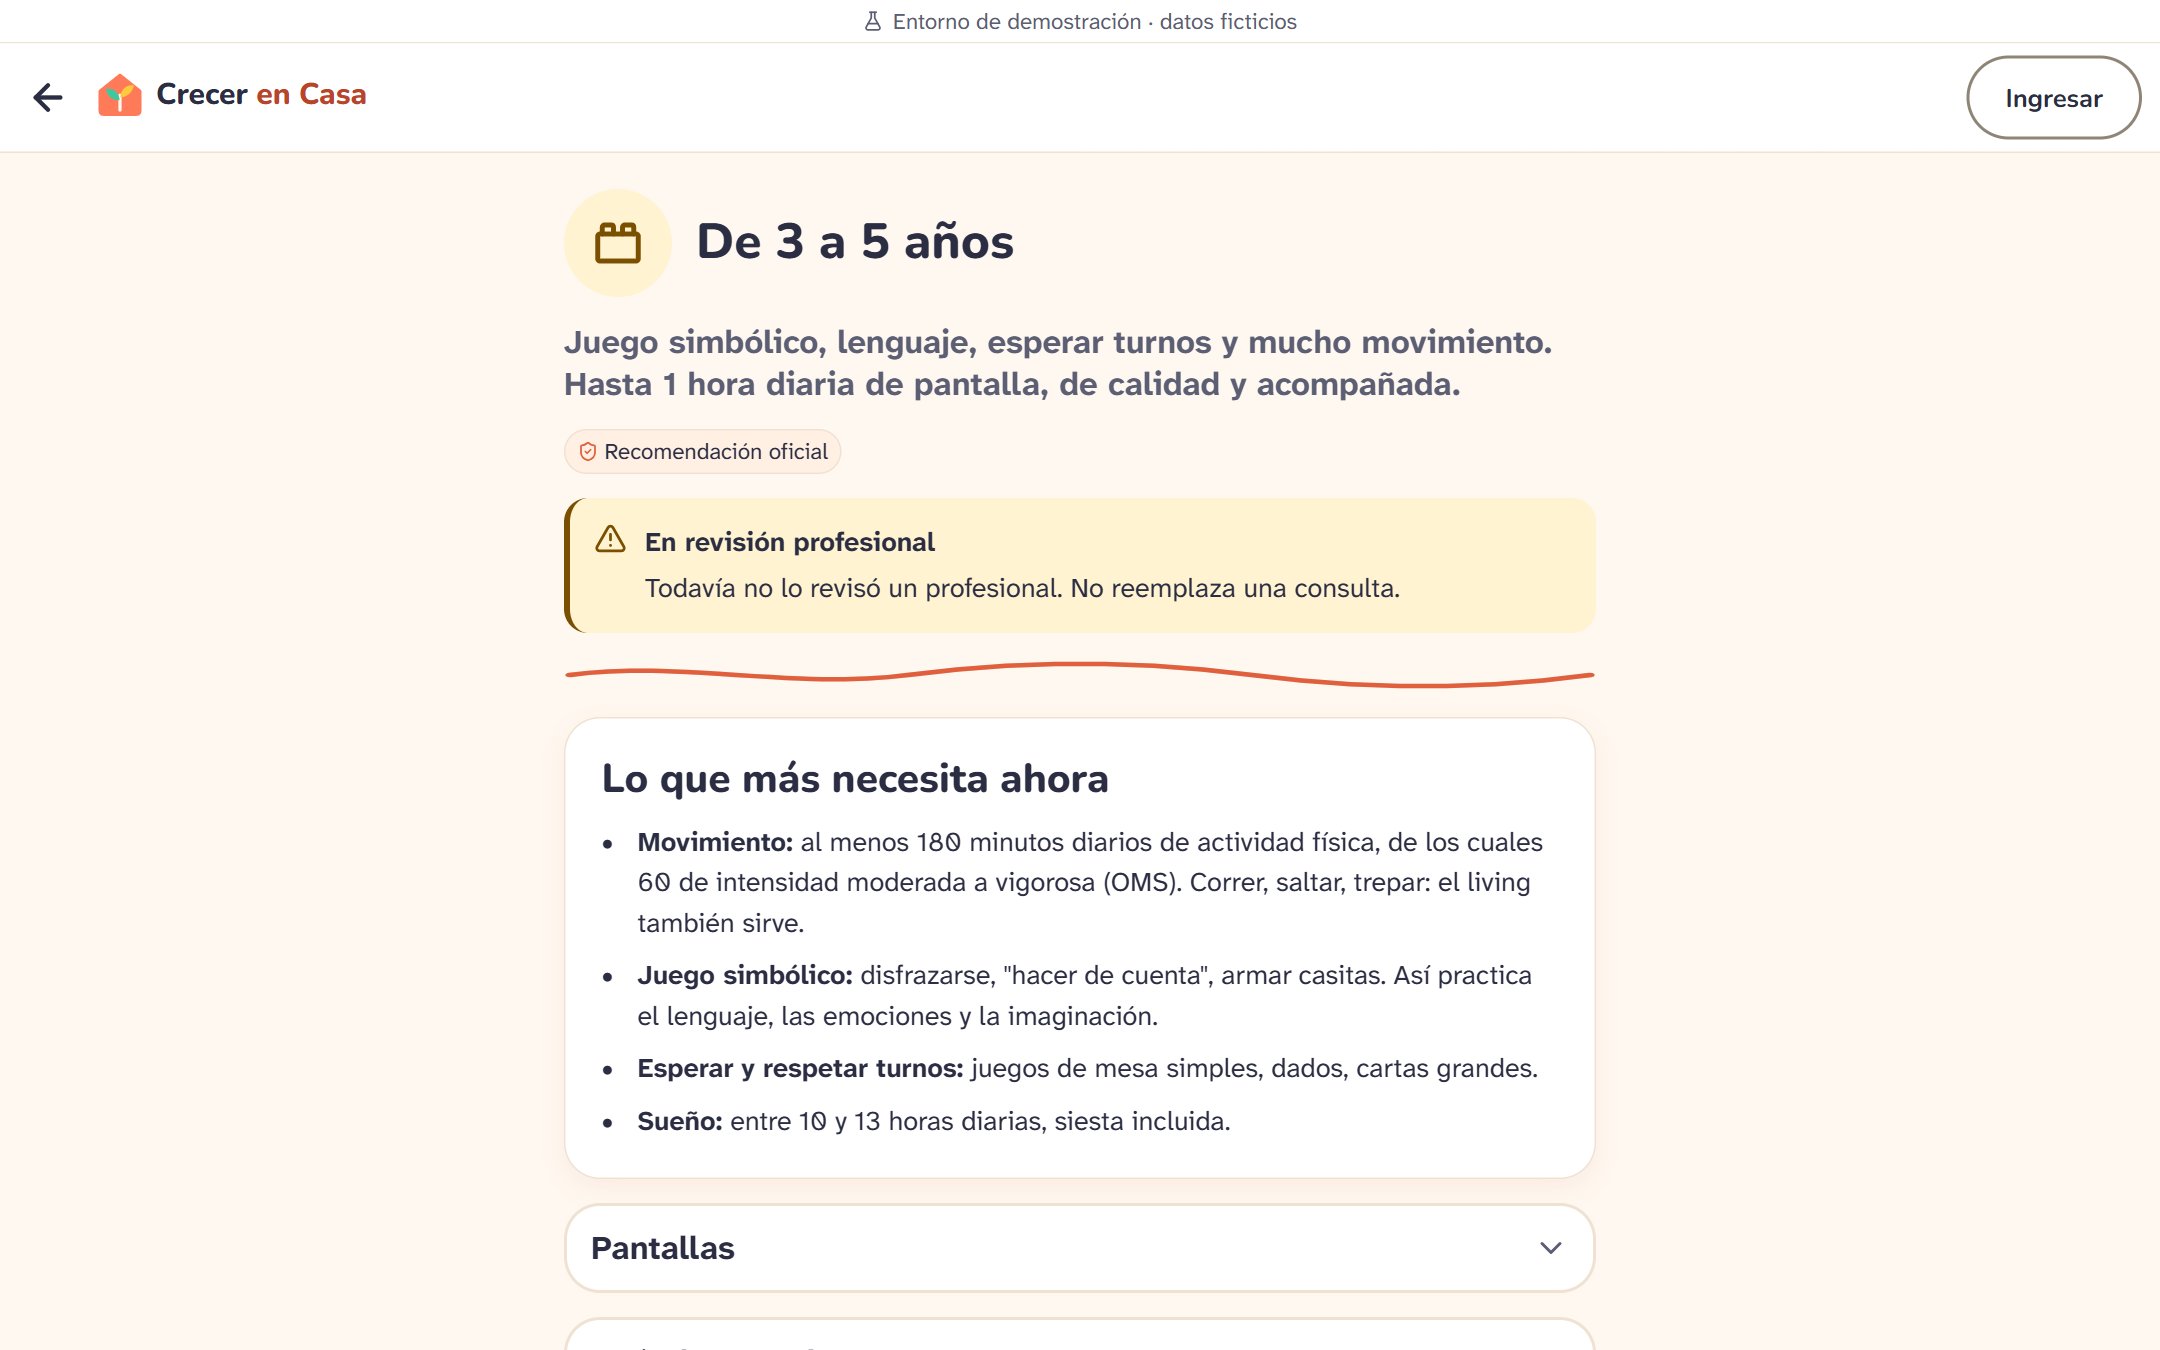 Entorno de demostración · datos ficticios
Crecer en Casa
Ingresar
De 3 a 5 años
Juego simbólico, lenguaje, esperar turnos y mucho movimiento.
Hasta 1 hora diaria de pantalla, de calidad y acompañada.
Recomendación oficial
En revisión profesional
Todavía no lo revisó un profesional. No reemplaza una consulta.
Lo que más necesita ahora
• Movimiento: al menos 180 minutos diarios de actividad física, de los cuales
60 de intensidad moderada a vigorosa (OMS). Correr, saltar, trepar: el living
también sirve.
• Juego simbólico: disfrazarse, "hacer de cuenta", armar casitas. Así practica
el lenguaje, las emociones y la imaginación.
• Esperar y respetar turnos: juegos de mesa simples, dados, cartas grandes.
• Sueño: entre 10 y 13 horas diarias, siesta incluida.
Pantallas